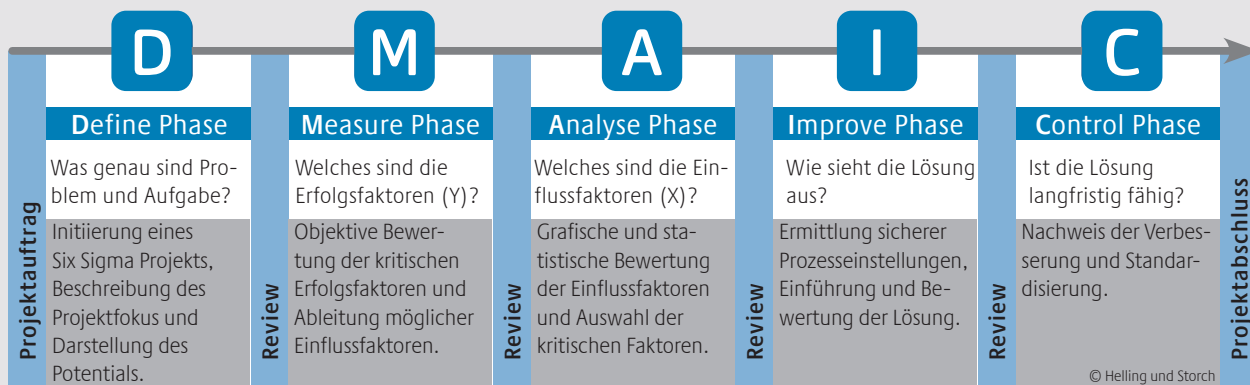 D
M
A
I
C
Projektauftrag
Define Phase
Was genau sind Pro-
blem und Aufgabe?
Initiierung eines
Six Sigma Projekts,
Beschreibung des
Projektfokus und
Darstellung des
Potentials.
Review
Measure Phase
Welches sind die
Erfolgsfaktoren (Y)?
Objektive Bewer-
tung der kritischen
Erfolgsfaktoren und
Ableitung möglicher
Einflussfaktoren.
Review
Analyse Phase
Welches sind die Ein-
flussfaktoren (X)?
Grafische und sta-
tistische Bewertung
der Einflussfaktoren
und Auswahl der
kritischen Faktoren.
Review
Improve Phase
Wie sieht die Lösung
aus?
Ermittlung sicherer
Prozesseinstellungen,
Einführung und Be-
wertung der Lösung.
Review
Control Phase
Ist die Lösung
langfristig fähig?
Nachweis der Verbes-
serung und Standar-
disierung.
Projektabschluss
© Helling und Storch